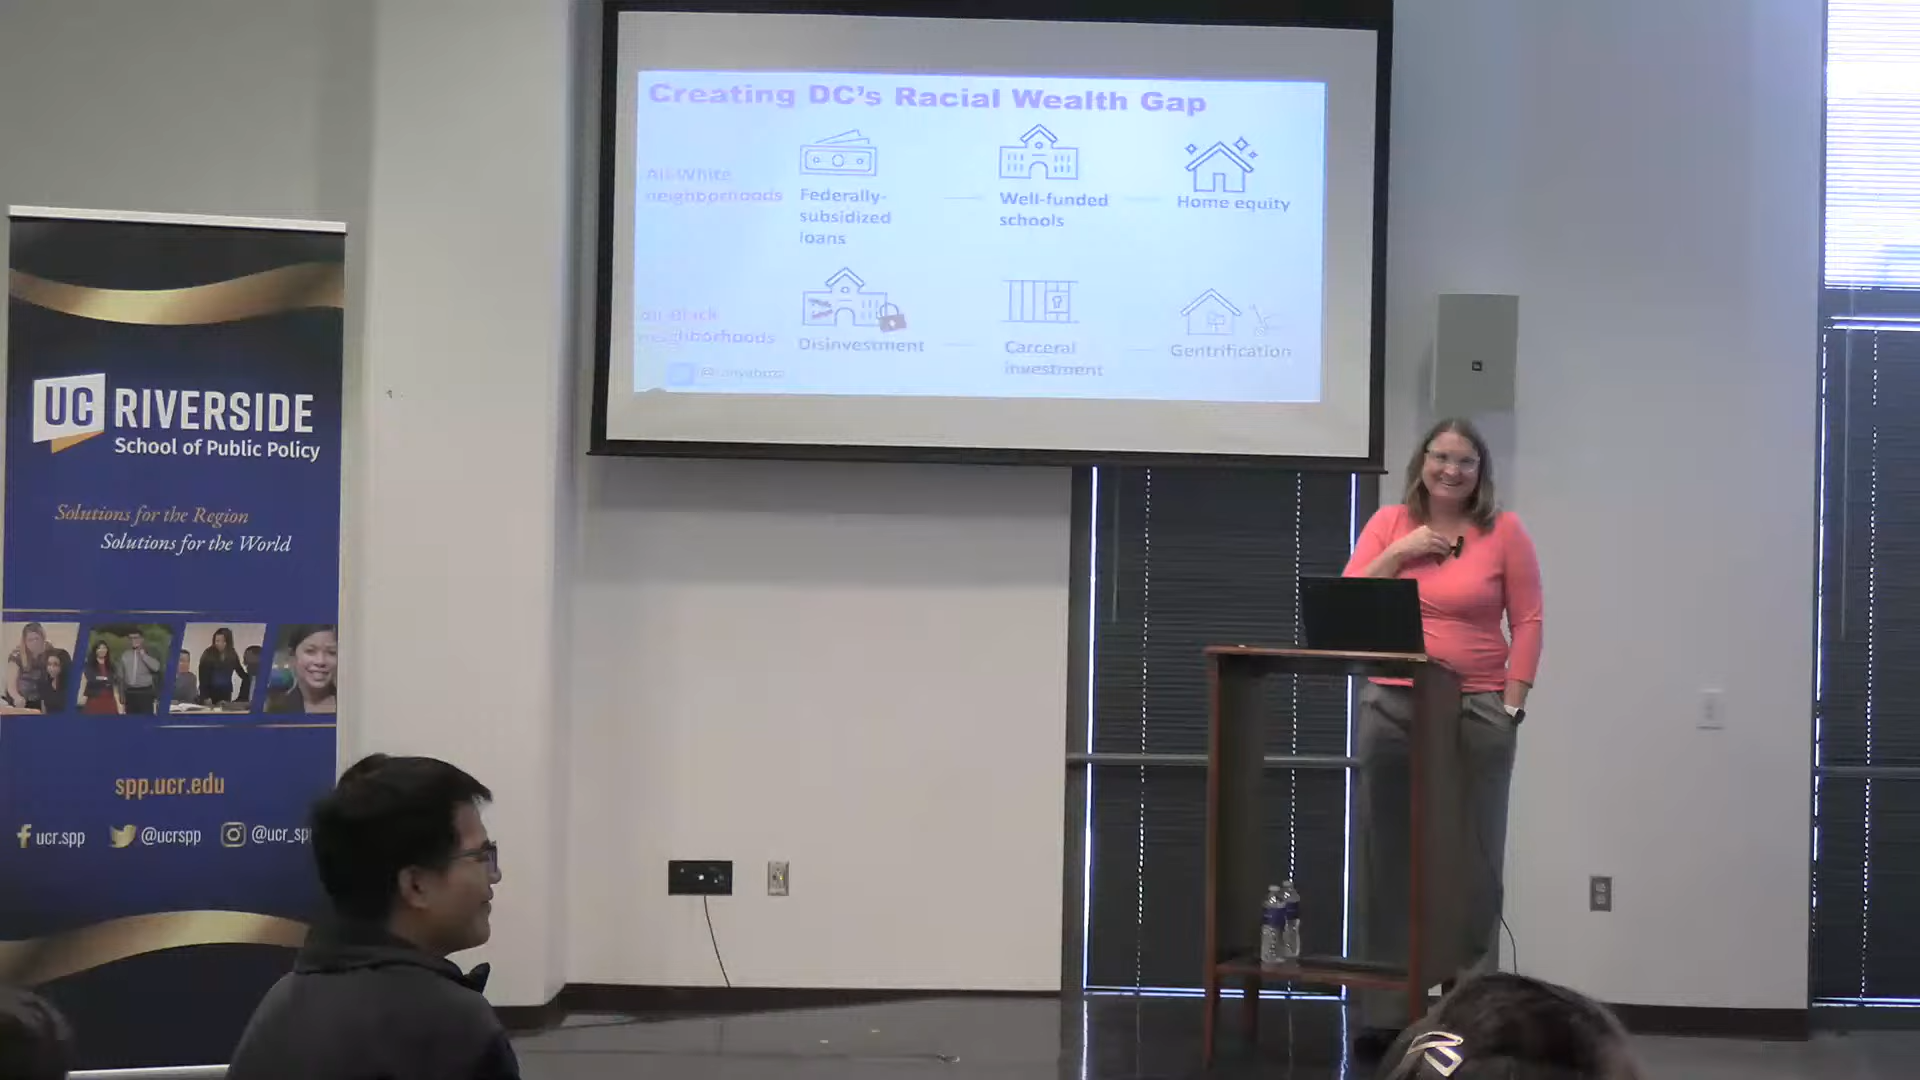 Creating DC's Racial Wealth Gap
All-White
neighborhoods
Federally-
subsidized
loans
Well-funded
schools
Home equity
All-Black
neighborhoods
Disinvestment
Carceral
investment
Gentrification
UC RIVERSIDE
School of Public Policy
Solutions for the Region
Solutions for the World
spp.ucr.edu
ucr.spp
@ucrspp